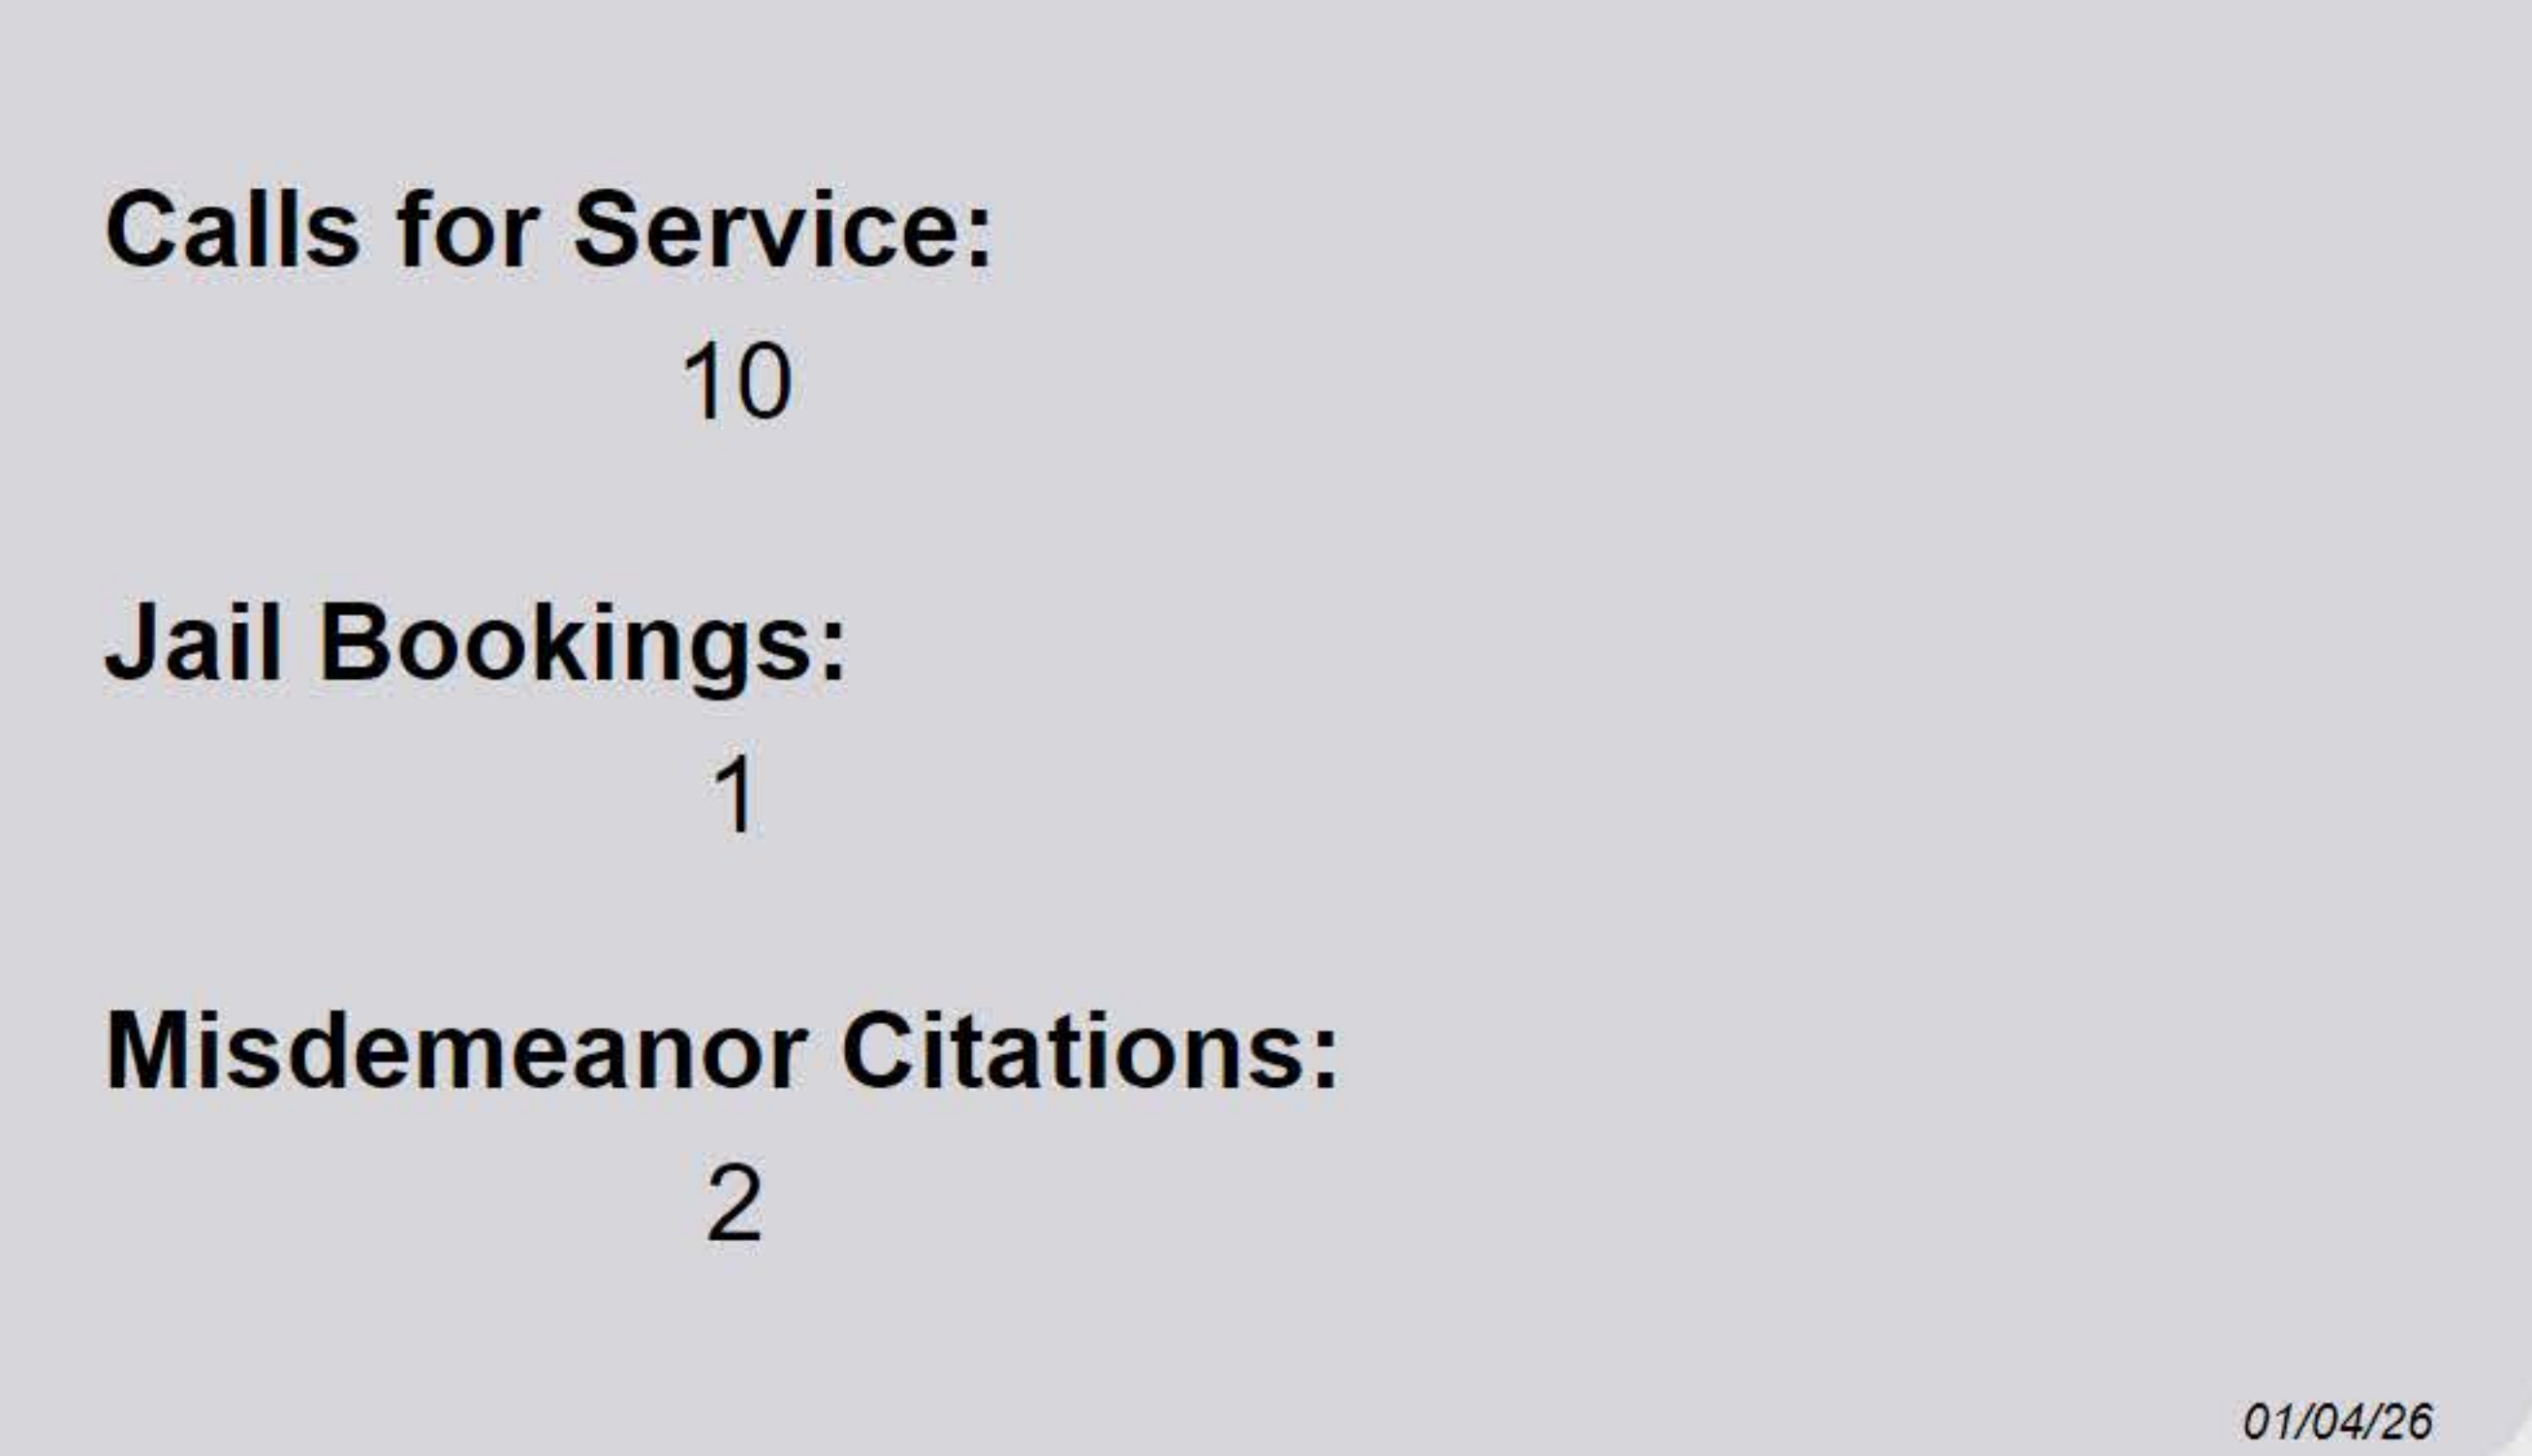 Calls for Service:
10
Jail Bookings:
1
Misdemeanor Citations:
2
01/04/26